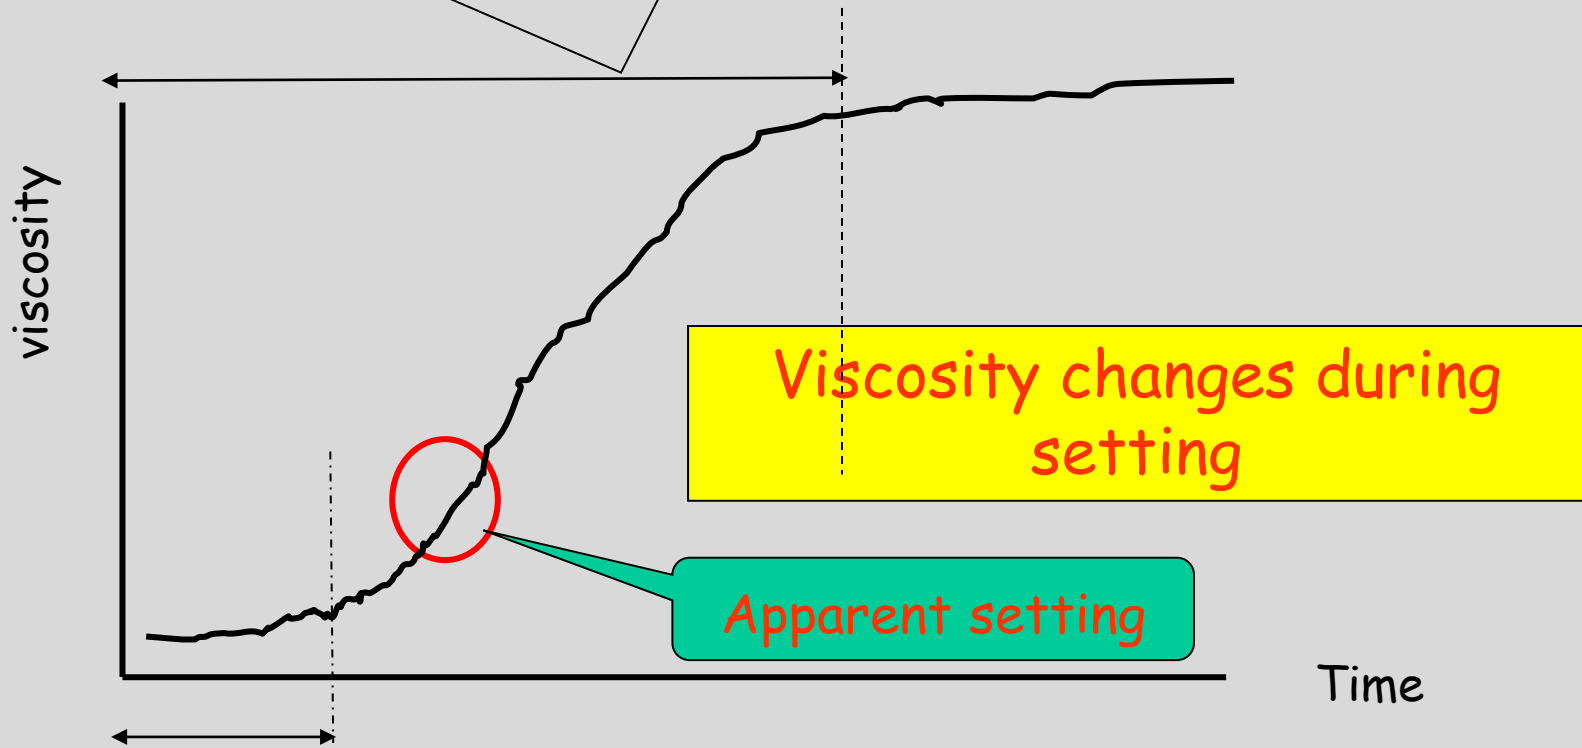 viscosity
Viscosity changes during
setting
Apparent setting
Time